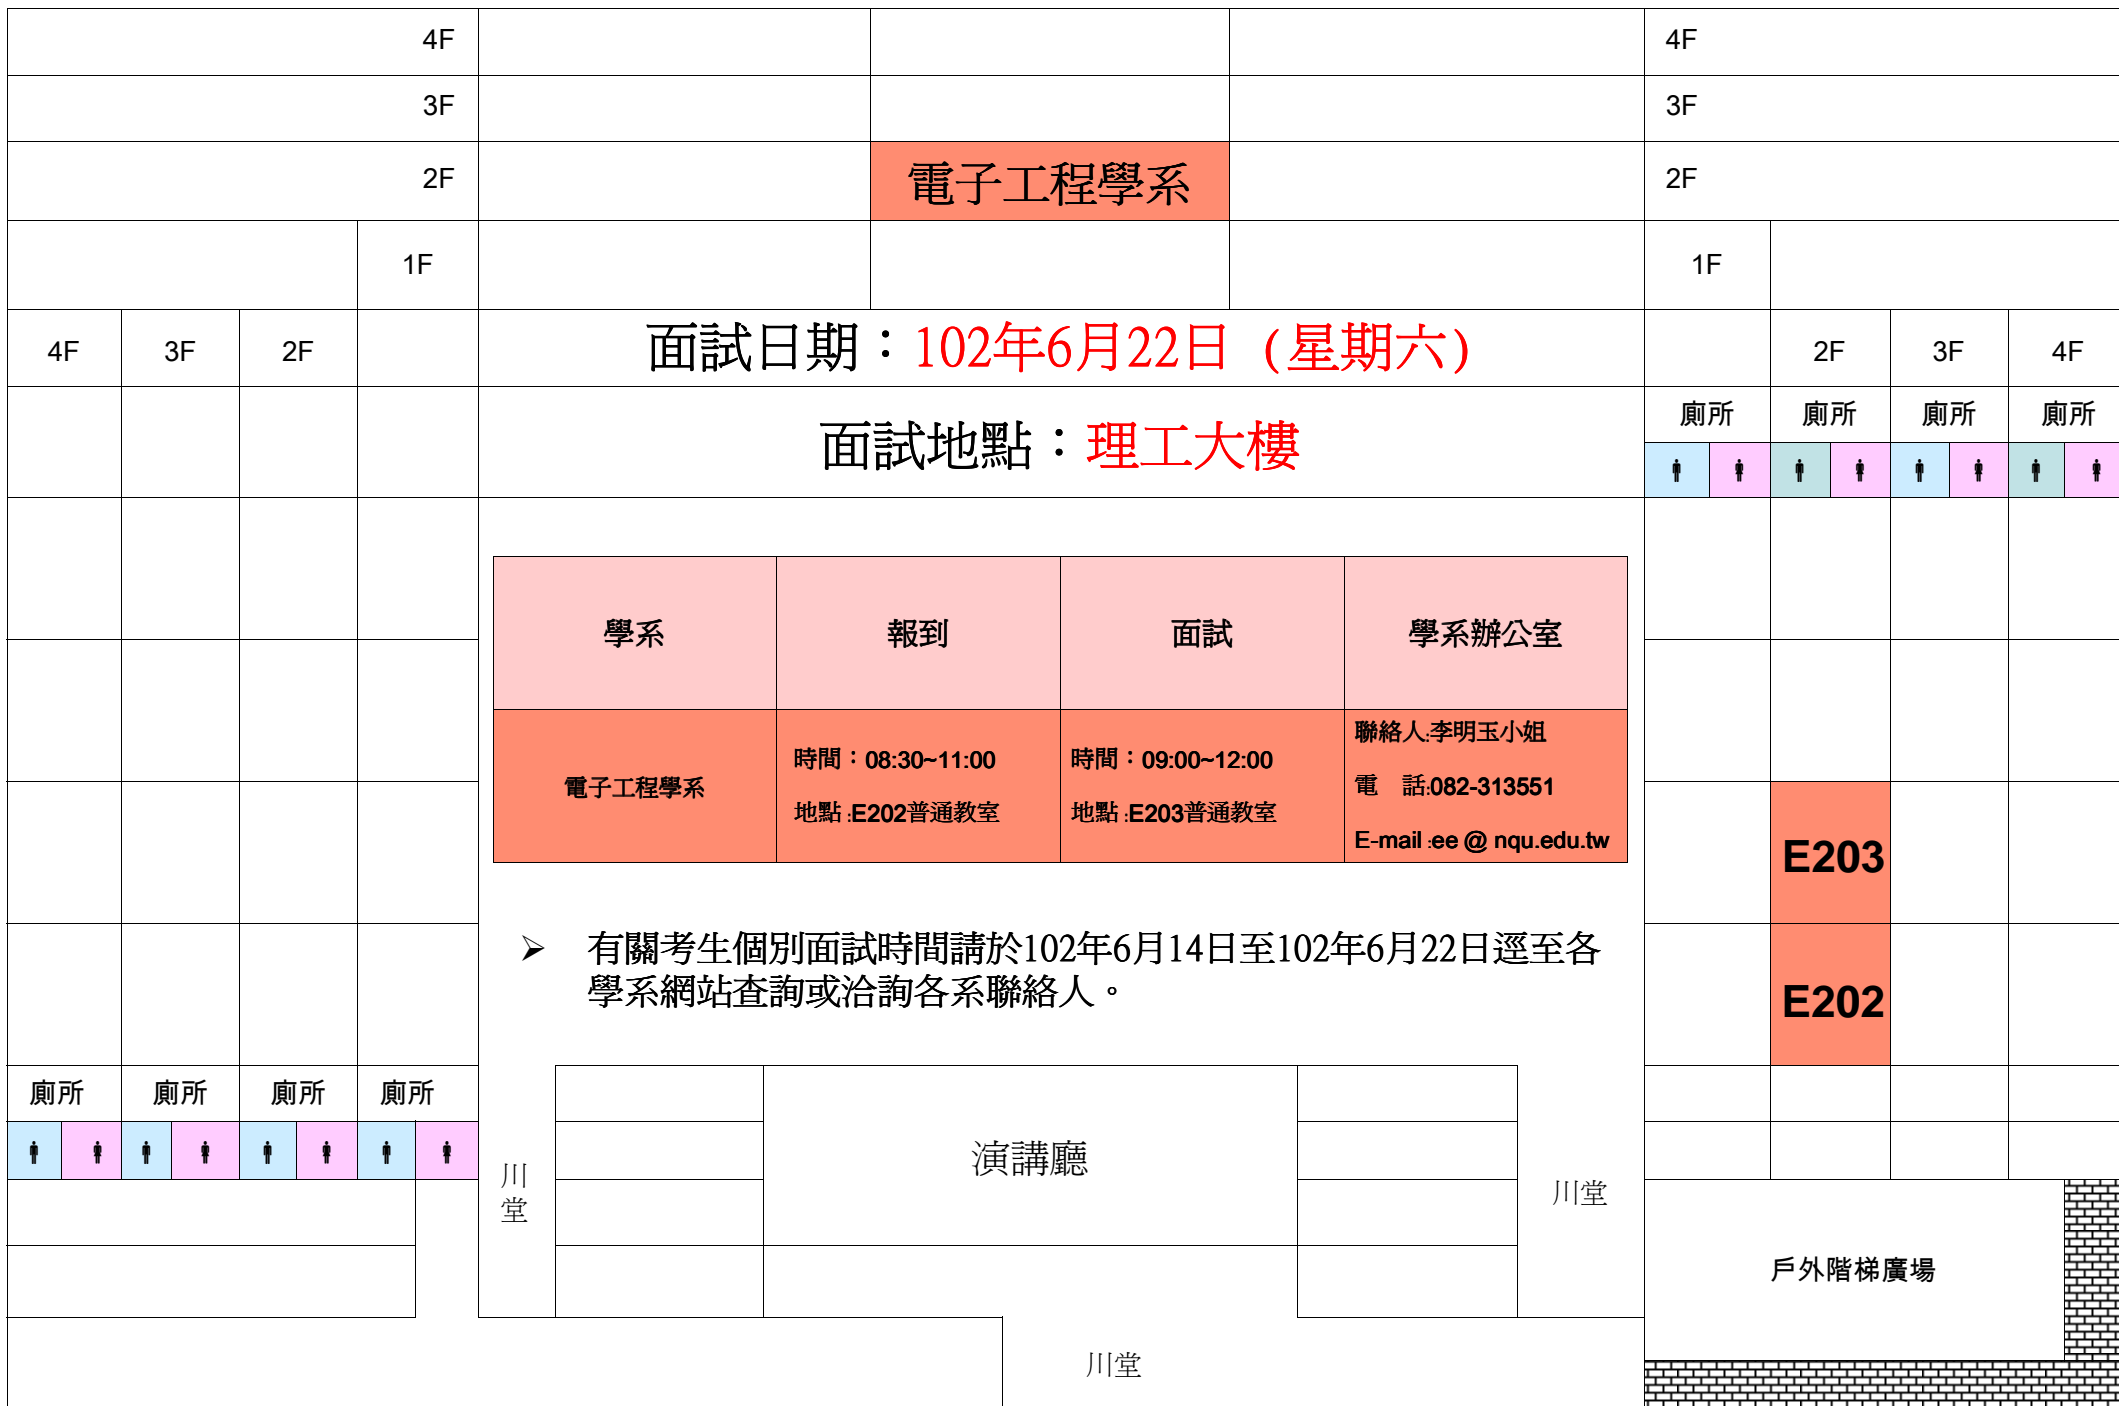 4F
4F
3F
3F
2F
電子工程學系
2F
1F
1F
4F
3F
2F
面試日期：102年6月22日 (星期六)
2F
3F
4F
面試地點：理工大樓
廁所
廁所
廁所
廁所
學系
報到
面試
學系辦公室
電子工程學系
時間：08:30~11:00
地點:E202普通教室
時間：09:00~12:00
地點:E203普通教室
聯絡人:李明玉小姐
電　話:082-313551
E-mail :ee @ nqu.edu.tw
E203
➢ 有關考生個別面試時間請於102年6月14日至102年6月22日逕至各
學系網站查詢或洽詢各系聯絡人。
E202
廁所
廁所
廁所
廁所
川
堂
演講廳
川堂
戶外階梯廣場
川堂